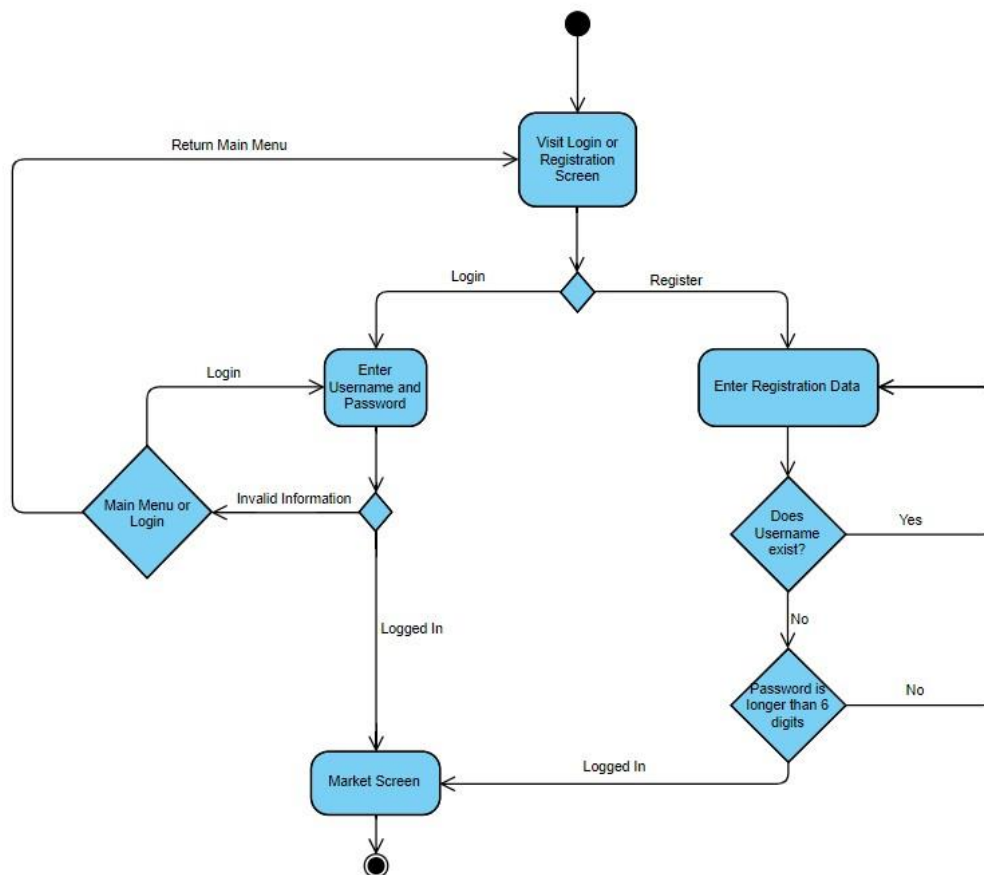 Return Main Menu
Visit Login or
Registration
Screen
Login
Register
Enter
Username and
Password
Login
Enter Registration Data
Main Menu or
Login
Invalid Information
Does
Username
exist?
Yes
No
Logged In
Password is
longer than 6
digits
No
Logged In
Market Screen